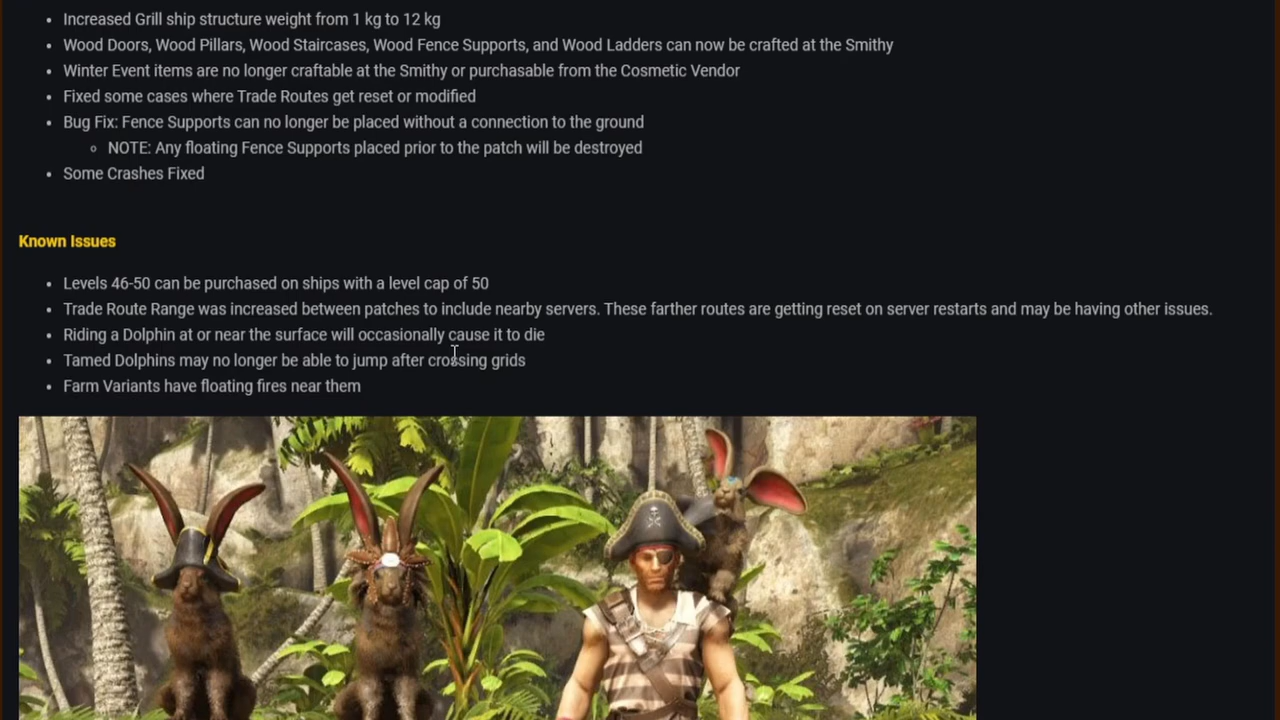 Increased Grill ship structure weight from 1 kg to 12 kg
Wood Doors, Wood Pillars, Wood Staircases, Wood Fence Supports, and Wood Ladders can now be crafted at the Smithy
Winter Event items are no longer craftable at the Smithy or purchasable from the Cosmetic Vendor
Fixed some cases where Trade Routes get reset or modified
Bug Fix: Fence Supports can no longer be placed without a connection to the ground
NOTE: Any floating Fence Supports placed prior to the patch will be destroyed
Some Crashes Fixed
Known Issues
Levels 46-50 can be purchased on ships with a level cap of 50
Trade Route Range was increased between patches to include nearby servers. These farther routes are getting reset on server restarts and may be having other issues.
Riding a Dolphin at or near the surface will occasionally cause it to die
Tamed Dolphins may no longer be able to jump after crossing grids
Farm Variants have floating fires near them